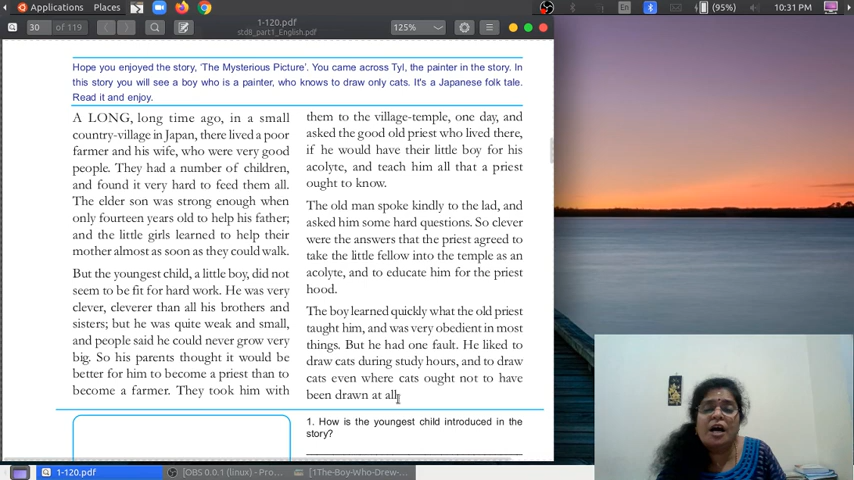 Applications
Places
En
(95%)
10:31 PM
30
of 119
1-120.pdf
std8_part1_English.pdf
125%
Hope you enjoyed the story, 'The Mysterious Picture'. You came across Tyl, the painter in the story. In
this story you will see a boy who is a painter, who knows to draw only cats. It's a Japanese folk tale.
Read it and enjoy.
A LONG, long time ago, in a small
country-village in Japan, there lived a poor
farmer and his wife, who were very good
people. They had a number of children,
and found it very hard to feed them all.
The elder son was strong enough when
only fourteen years old to help his father;
and the little girls learned to help their
mother almost as soon as they could walk.
But the youngest child, a little boy, did not
seem to be fit for hard work. He was very
clever, cleverer than all his brothers and
sisters; but he was quite weak and small,
and people said he could never grow very
big. So his parents thought it would be
better for him to become a priest than to
become a farmer. They took him with
them to the village-temple, one day, and
asked the good old priest who lived there,
if he would have their little boy for his
acolyte, and teach him all that a priest
ought to know.
The old man spoke kindly to the lad, and
asked him some hard questions. So clever
were the answers that the priest agreed to
take the little fellow into the temple as an
acolyte, and to educate him for the priest
hood.
The boy learned quickly what the old priest
taught him, and was very obedient in most
things. But he had one fault. He liked to
draw cats during study hours, and to draw
cats even where cats ought not to have
been drawn at all.
1. How is the youngest child introduced in the
story?
1-120.pdf
[OBS 0.0.1 (linux) - Pro...
[1The-Boy-Who-Drew-...